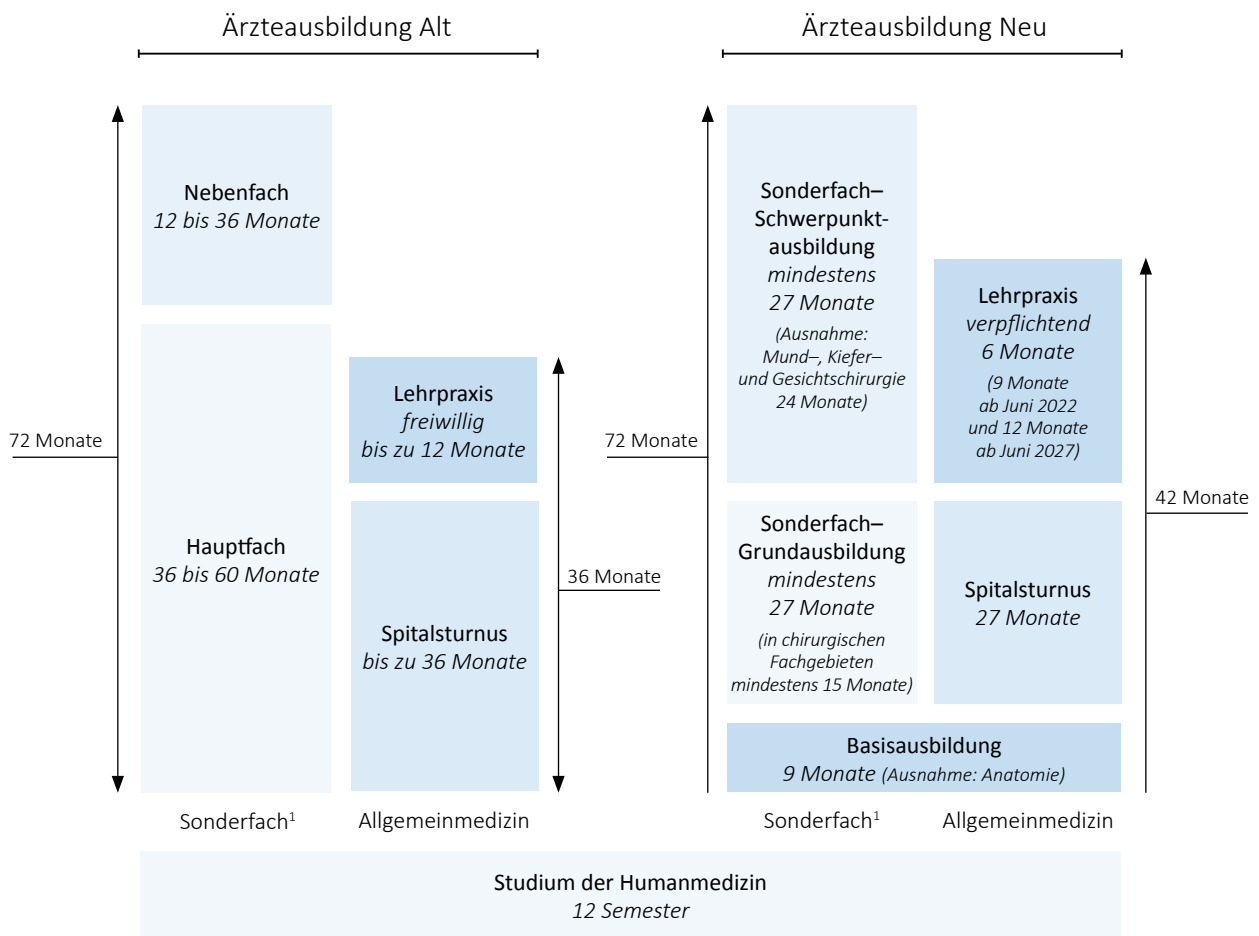 Ärzteausbildung Alt
Ärzteausbildung Neu
72 Monate
Nebenfach
12 bis 36 Monate
Hauptfach
36 bis 60 Monate
Lehrpraxis
freiwillig
bis zu 12 Monate
Spitalsturnus
bis zu 36 Monate
36 Monate
Sonderfach¹
Allgemeinmedizin
72 Monate
Sonderfach–
Schwerpunkt-
ausbildung
mindestens
27 Monate
(Ausnahme:
Mund–, Kiefer–
und Gesichtschirurgie
24 Monate)
Sonderfach–
Grundausbildung
mindestens
27 Monate
(in chirurgischen
Fachgebieten
mindestens 15 Monate)
Lehrpraxis
verpflichtend
6 Monate
(9 Monate
ab Juni 2022
und 12 Monate
ab Juni 2027)
Spitalsturnus
27 Monate
42 Monate
Basisausbildung
9 Monate (Ausnahme: Anatomie)
Sonderfach¹
Allgemeinmedizin
Studium der Humanmedizin
12 Semester